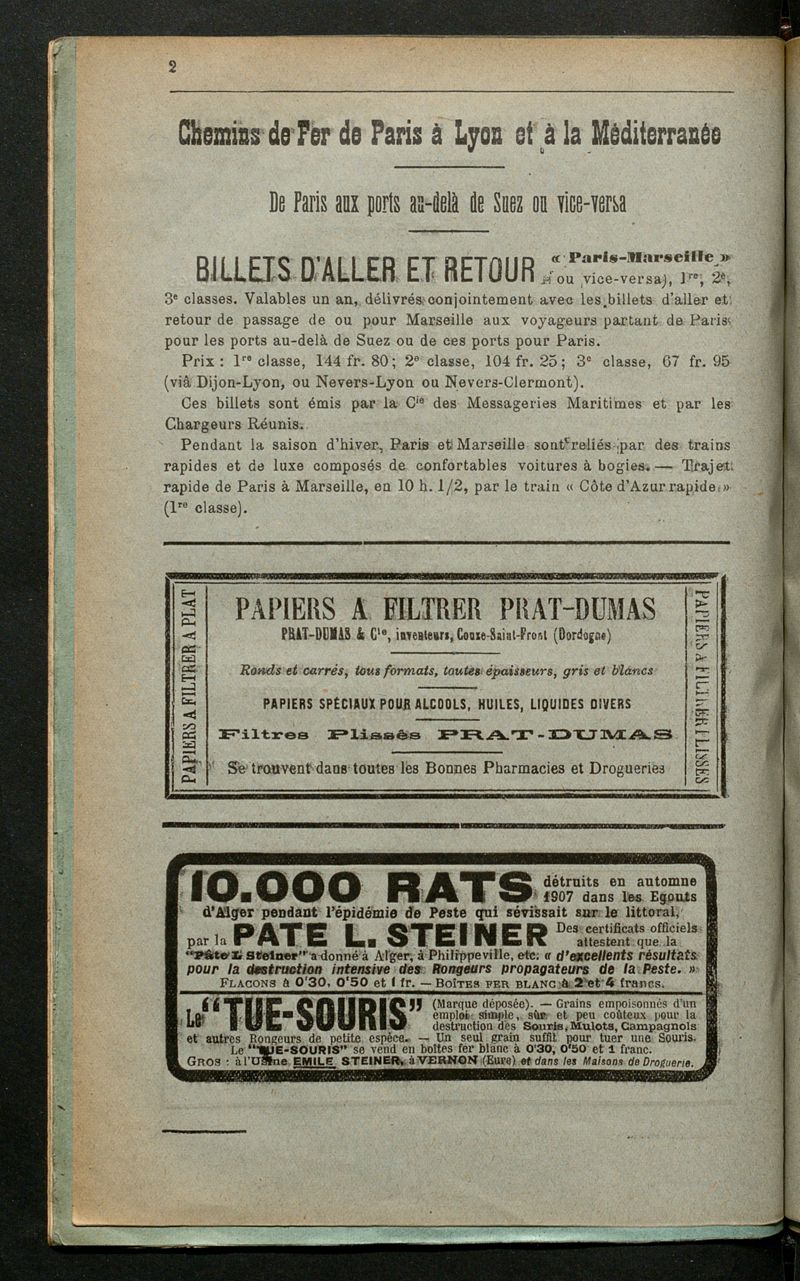 2
Chemins de Fer de Paris à Lyon et à la Méditerranée
De Paris aux ports au-delà de Suez ou vice-versa
BILLETS D'ALLER ET RETOUR « Paris-Marseille »
(ou vice-versa), 1re, 2e,
3e classes. Valables un an, délivrés conjointement avec les billets d'aller et
retour de passage de ou pour Marseille aux voyageurs partant de Paris
pour les ports au-delà de Suez ou de ces ports pour Paris.
Prix : 1re classe, 144 fr. 80 ; 2e classe, 104 fr. 25 ; 3e classe, 67 fr. 95
(viâ Dijon-Lyon, ou Nevers-Lyon ou Nevers-Clermont).
Ces billets sont émis par la Cie des Messageries Maritimes et par les
Chargeurs Réunis.
Pendant la saison d'hiver, Paris et Marseille sont reliés par des trains
rapides et de luxe composés de confortables voitures à bogies. — Trajet
rapide de Paris à Marseille, en 10 h. 1/2, par le train « Côte d'Azur rapide »
(1re classe).
PAPIERS A FILTRER A PLAT
PAPIERS A FILTRER PRAT-DUMAS
PRAT-DUMAS & Cie, inventeurs, Couze-Saint-Front (Dordogne)
Ronds et carrés, tous formats, toutes épaisseurs, gris et blancs
PAPIERS SPÉCIAUX POUR ALCOOLS, HUILES, LIQUIDES DIVERS
Filtres Plissés PRAT-DUMAS
Se trouvent dans toutes les Bonnes Pharmacies et Drogueries
PAPIERS A FILTRER PLISSÉS
10.000 RATS détruits en automne
1907 dans les Egouts
d'Alger pendant l'épidémie de Peste qui sévissait sur le littoral,
par la PATE L. STEINER Des certificats officiels
attestent que la
"Pâte L. Steiner" a donné à Alger, à Philippeville, etc. « d'excellents résultats
pour la destruction intensive des Rongeurs propagateurs de la Peste. »
FLACONS à 0'30, 0'50 et 1 fr. — BOÎTES FER BLANC à 2 et 4 francs.
Le "TUE-SOURIS" (Marque déposée). — Grains empoisonnés d'un
emploi simple, sûr et peu coûteux pour la
destruction des Souris, Mulots, Campagnols
et autres Rongeurs de petite espèce. — Un seul grain suffit pour tuer une Souris.
Le "TUE-SOURIS" se vend en boîtes fer blanc à 0'30, 0'50 et 1 franc.
GROS : à l'Usine EMILE STEINER, à VERNON (Eure) et dans les Maisons de Droguerie.